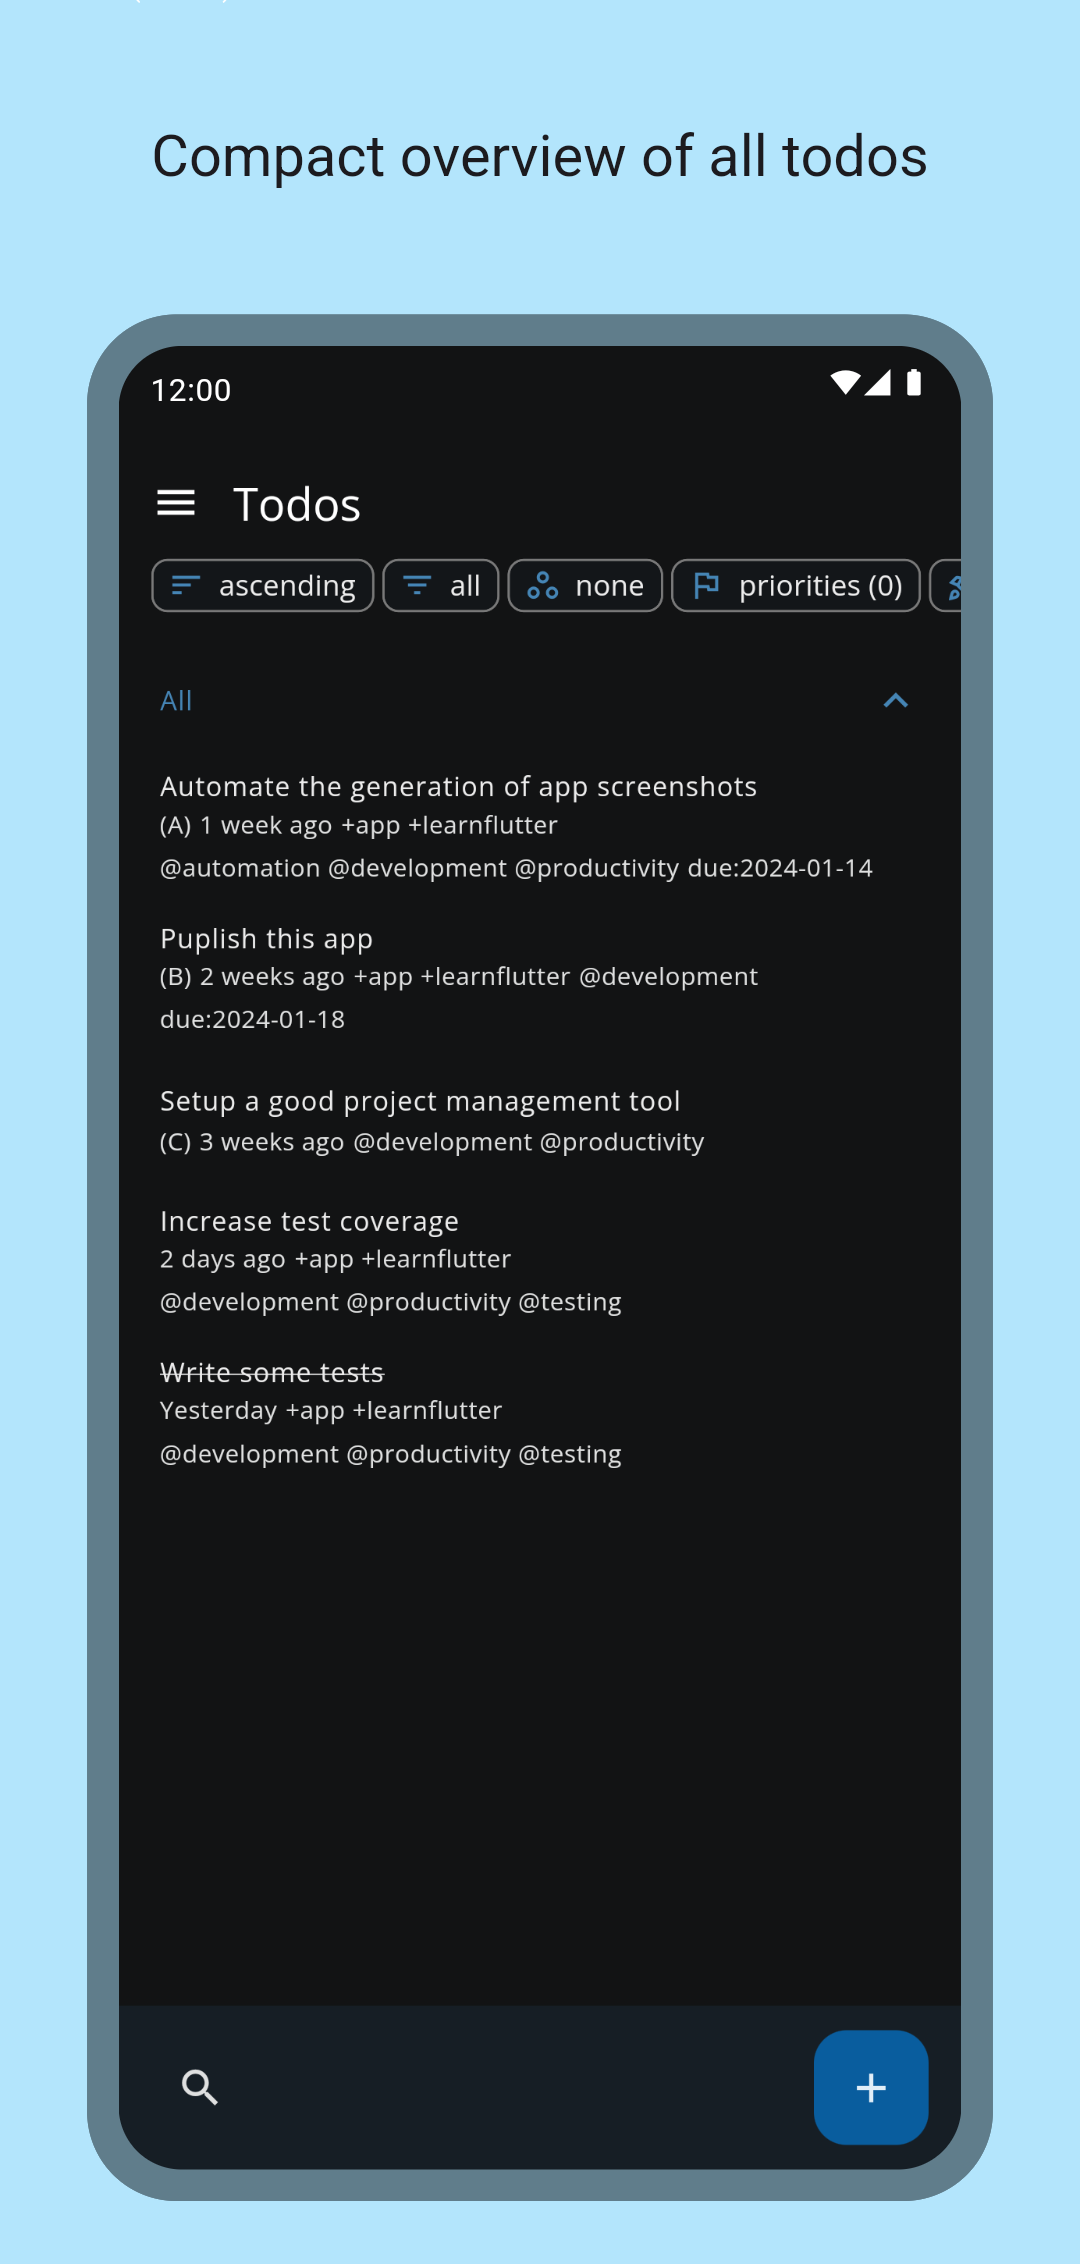 Compact overview of all todos
12:00
Todos
ascending all none priorities (0)
All
Automate the generation of app screenshots
(A) 1 week ago +app +learnflutter
@automation @development @productivity due:2024-01-14
Puplish this app
(B) 2 weeks ago +app +learnflutter @development
due:2024-01-18
Setup a good project management tool
(C) 3 weeks ago @development @productivity
Increase test coverage
2 days ago +app +learnflutter
@development @productivity @testing
Write some tests
Yesterday +app +learnflutter
@development @productivity @testing